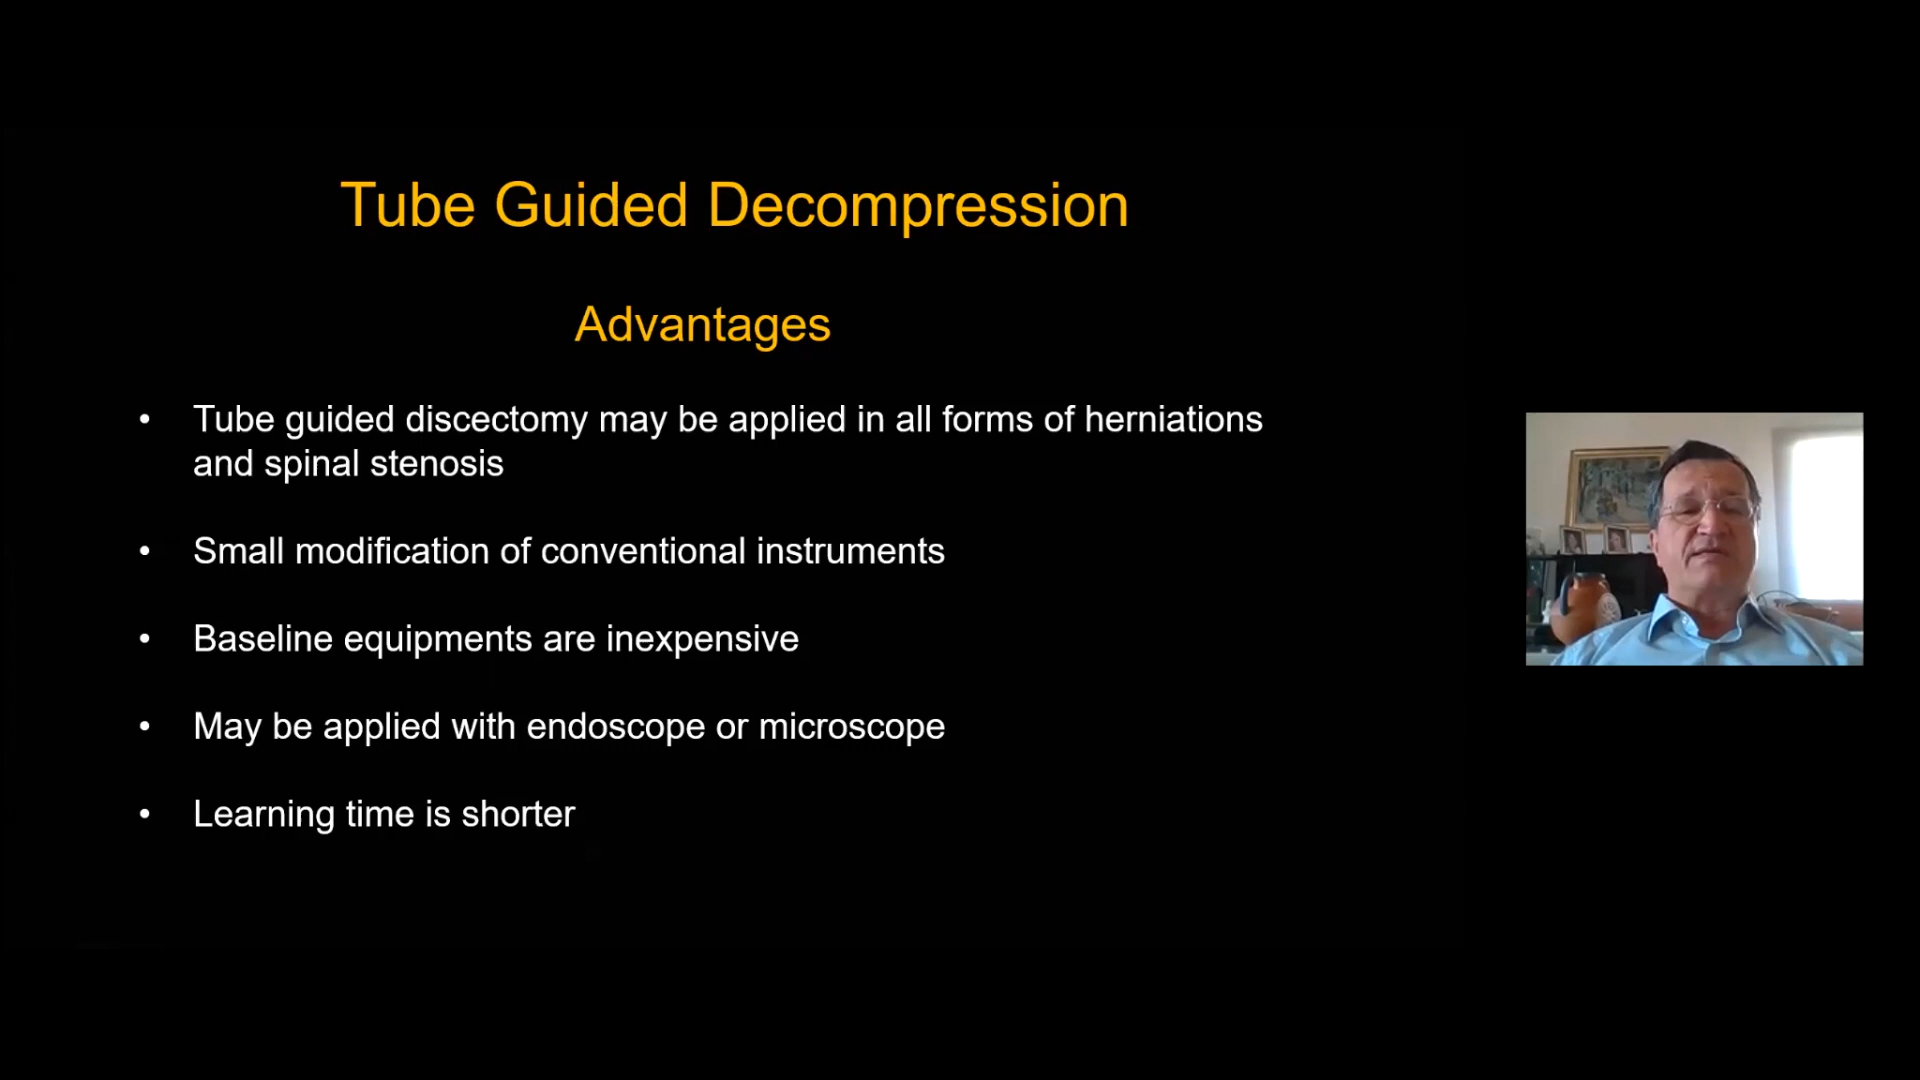 Tube Guided Decompression
Advantages
• Tube guided discectomy may be applied in all forms of herniations
and spinal stenosis
• Small modification of conventional instruments
• Baseline equipments are inexpensive
• May be applied with endoscope or microscope
• Learning time is shorter